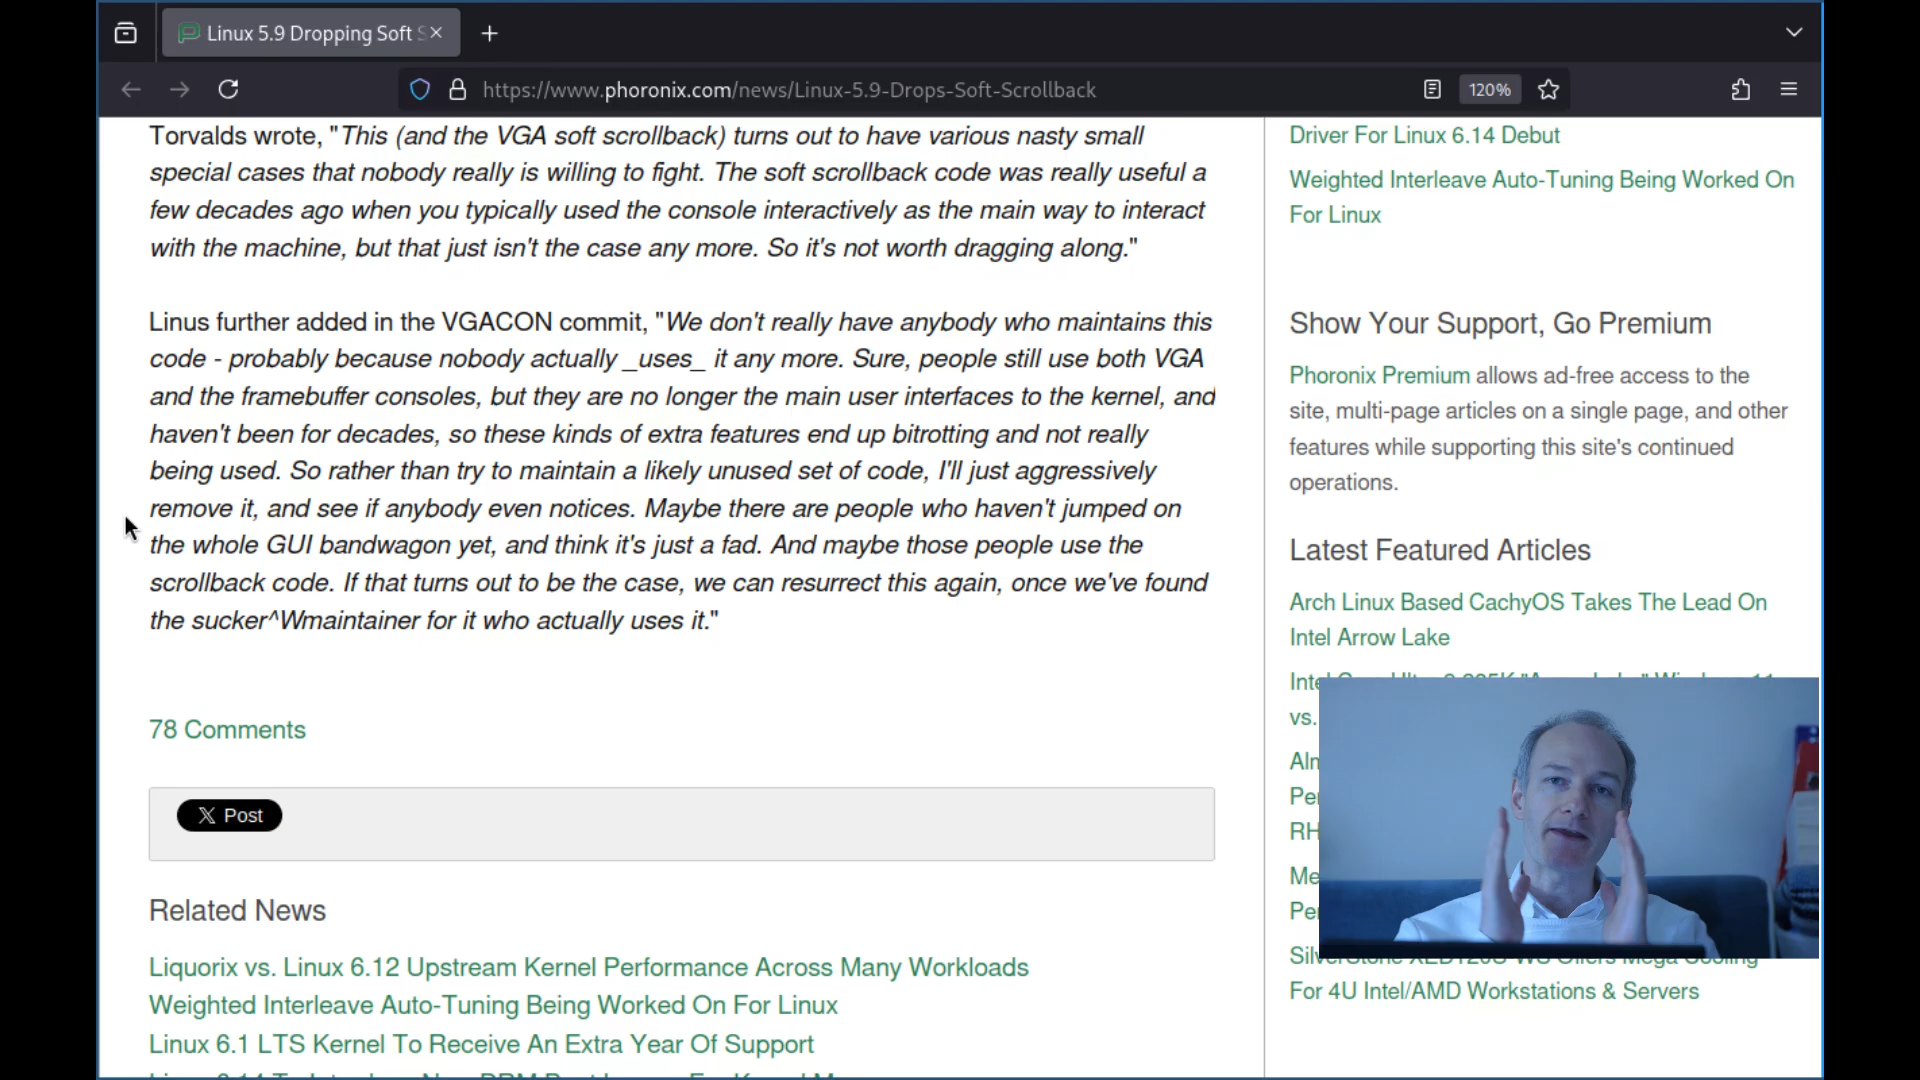 Linux 5.9 Dropping Soft
https://www.phoronix.com/news/Linux-5.9-Drops-Soft-Scrollback
120%
Torvalds wrote, "This (and the VGA soft scrollback) turns out to have various nasty small
special cases that nobody really is willing to fight. The soft scrollback code was really useful a
few decades ago when you typically used the console interactively as the main way to interact
with the machine, but that just isn't the case any more. So it's not worth dragging along."
Linus further added in the VGACON commit, "We don't really have anybody who maintains this
code - probably because nobody actually _uses_ it any more. Sure, people still use both VGA
and the framebuffer consoles, but they are no longer the main user interfaces to the kernel, and
haven't been for decades, so these kinds of extra features end up bitrotting and not really
being used. So rather than try to maintain a likely unused set of code, I'll just aggressively
remove it, and see if anybody even notices. Maybe there are people who haven't jumped on
the whole GUI bandwagon yet, and think it's just a fad. And maybe those people use the
scrollback code. If that turns out to be the case, we can resurrect this again, once we've found
the sucker^Wmaintainer for it who actually uses it."
78 Comments
X Post
Related News
Liquorix vs. Linux 6.12 Upstream Kernel Performance Across Many Workloads
Weighted Interleave Auto-Tuning Being Worked On For Linux
Linux 6.1 LTS Kernel To Receive An Extra Year Of Support
Driver For Linux 6.14 Debut
Weighted Interleave Auto-Tuning Being Worked On
For Linux
Show Your Support, Go Premium
Phoronix Premium allows ad-free access to the
site, multi-page articles on a single page, and other
features while supporting this site's continued
operations.
Latest Featured Articles
Arch Linux Based CachyOS Takes The Lead On
Intel Arrow Lake
vs.
RH
For 4U Intel/AMD Workstations & Servers